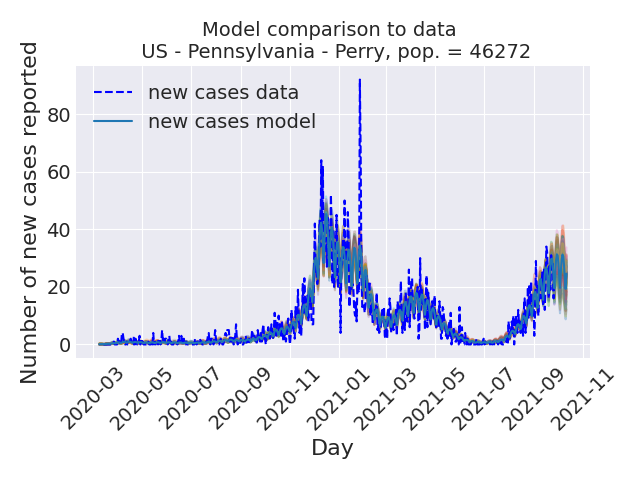 Model comparison to data
US - Pennsylvania - Perry, pop. = 46272
Number of new cases reported
new cases data
new cases model
80
60
40
20
0
2020-03
2020-05
2020-07
2020-09
2020-11
2021-01
2021-03
2021-05
2021-07
2021-09
2021-11
Day